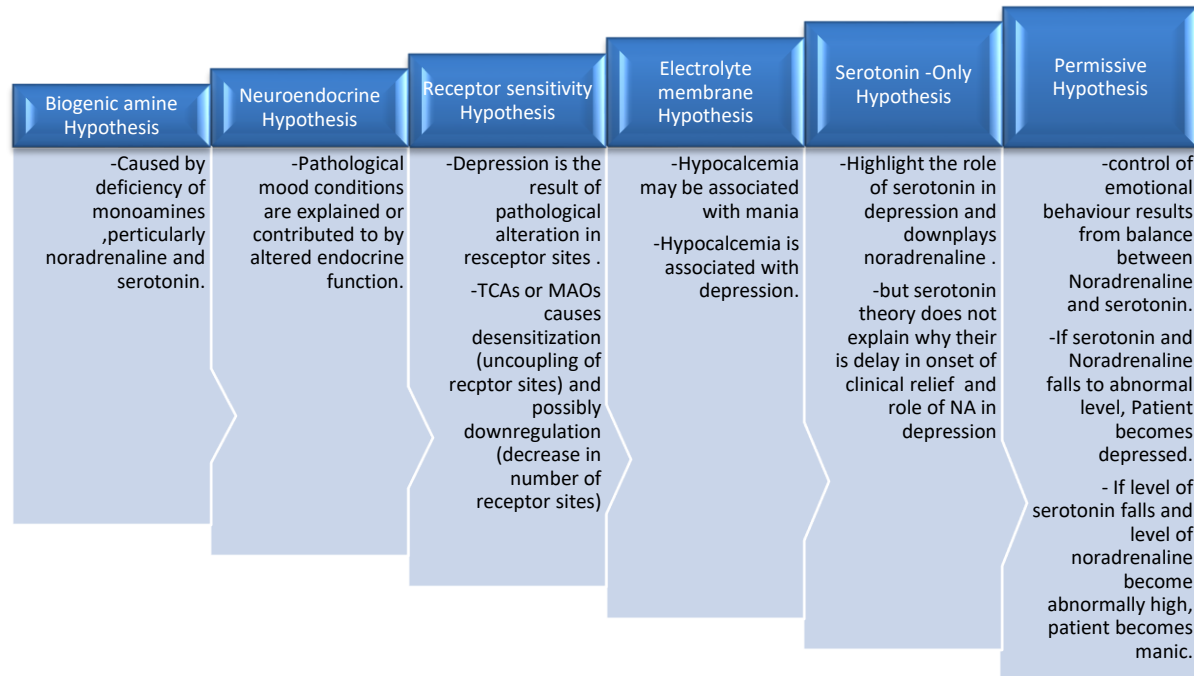 Biogenic amine
Hypothesis
-Caused by
deficiency of
monoamines
,perticularly
noradrenaline and
serotonin.
Neuroendocrine
Hypothesis
-Pathological
mood conditions
are explained or
contributed to by
altered endocrine
function.
Receptor sensitivity
Hypothesis
-Depression is the
result of
pathological
alteration in
resceptor sites .
-TCAs or MAOs
causes
desensitization
(uncoupling of
recptor sites) and
possibly
downregulation
(decrease in
number of
receptor sites)
Electrolyte
membrane
Hypothesis
-Hypocalcemia
may be associated
with mania
-Hypocalcemia is
associated with
depression.
Serotonin -Only
Hypothesis
-Highlight the role
of serotonin in
depression and
downplays
noradrenaline .
-but serotonin
theory does not
explain why their
is delay in onset of
clinical relief and
role of NA in
depression
Permissive
Hypothesis
-control of
emotional
behaviour results
from balance
between
Noradrenaline
and serotonin.
-If serotonin and
Noradrenaline
falls to abnormal
level, Patient
becomes
depressed.
- If level of
serotonin falls and
level of
noradrenaline
become
abnormally high,
patient becomes
manic.